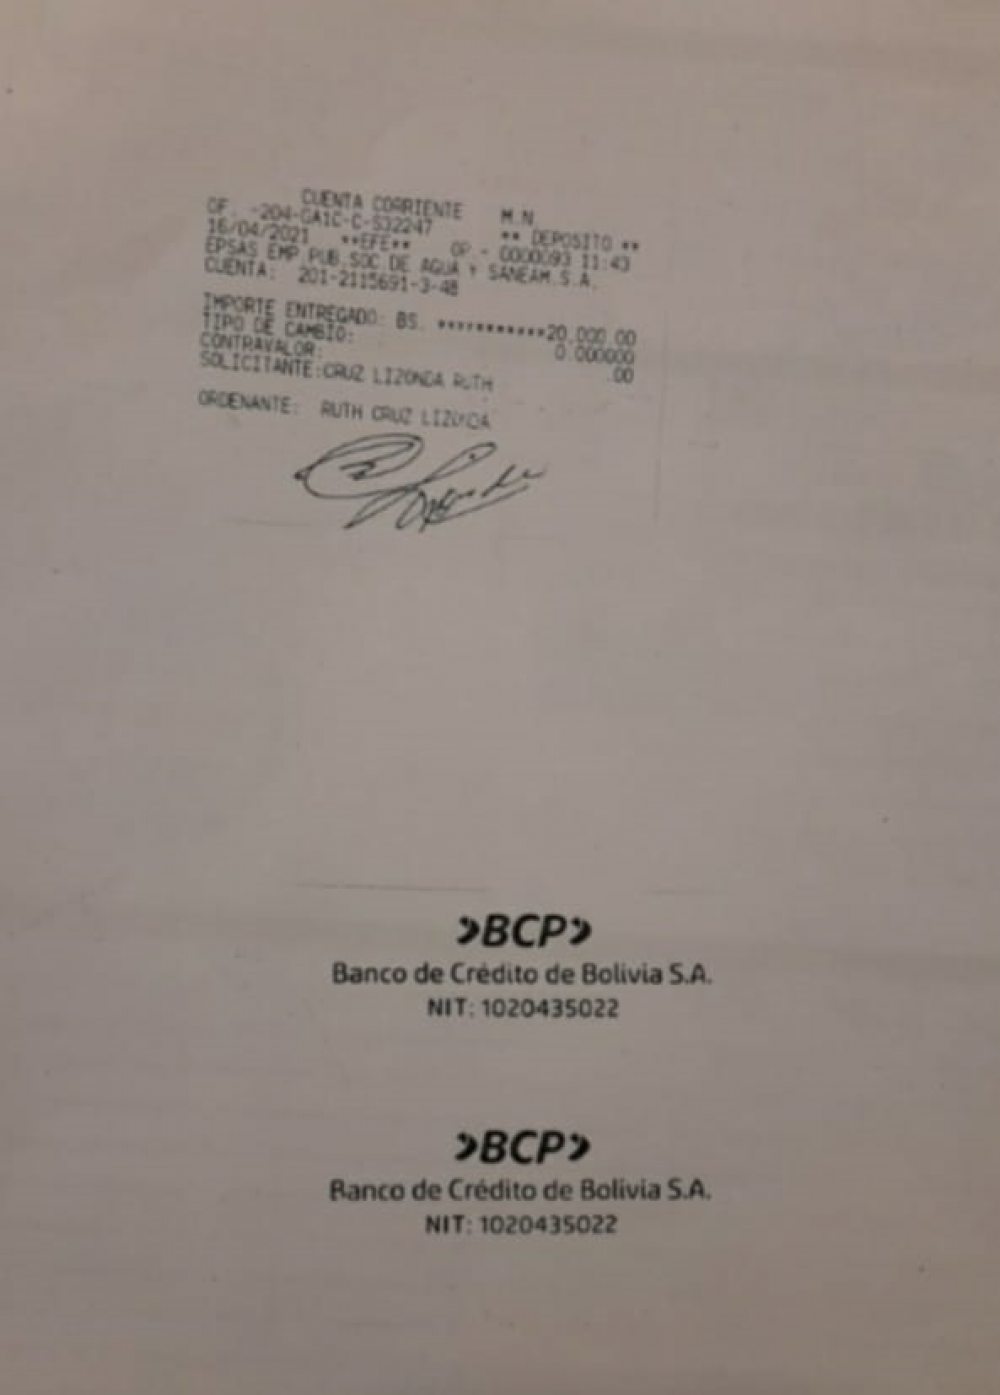 CUENTA CORRIENTE M.N.
OF. -204-GA1C-C-S32247 ** DEPOSITO **
16/04/2021 **EFE** OP.- 0000093 11:43
EPSAS EMP.PUB.SOC.DE AGUA Y SANEAM.S.A.
CUENTA: 201-2115691-3-48
IMPORTE ENTREGADO: BS. ***********20,000.00
TIPO DE CAMBIO: 0.000000
CONTRAVALOR: .00
SOLICITANTE:CRUZ LIZONDA RUTH
ORDENANTE: RUTH CRUZ LIZONDA
BCP
Banco de Crédito de Bolivia S.A.
NIT: 1020435022
BCP
Banco de Crédito de Bolivia S.A.
NIT: 1020435022